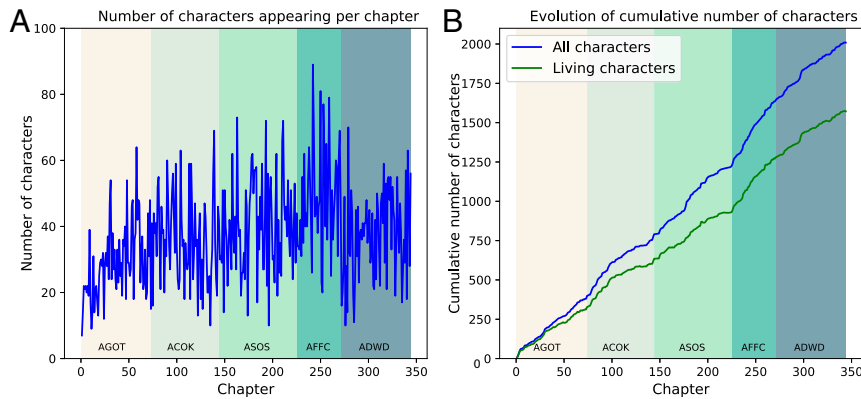 A
Number of characters appearing per chapter
Number of characters
100
80
60
40
20
0
AGOT
ACOK
ASOS
AFFC
ADWD
0
50
100
150
200
250
300
350
Chapter
B
Evolution of cumulative number of characters
All characters
Living characters
Cumulative number of characters
2000
1750
1500
1250
1000
750
500
250
0
AGOT
ACOK
ASOS
AFFC
ADWD
0
50
100
150
200
250
300
350
Chapter